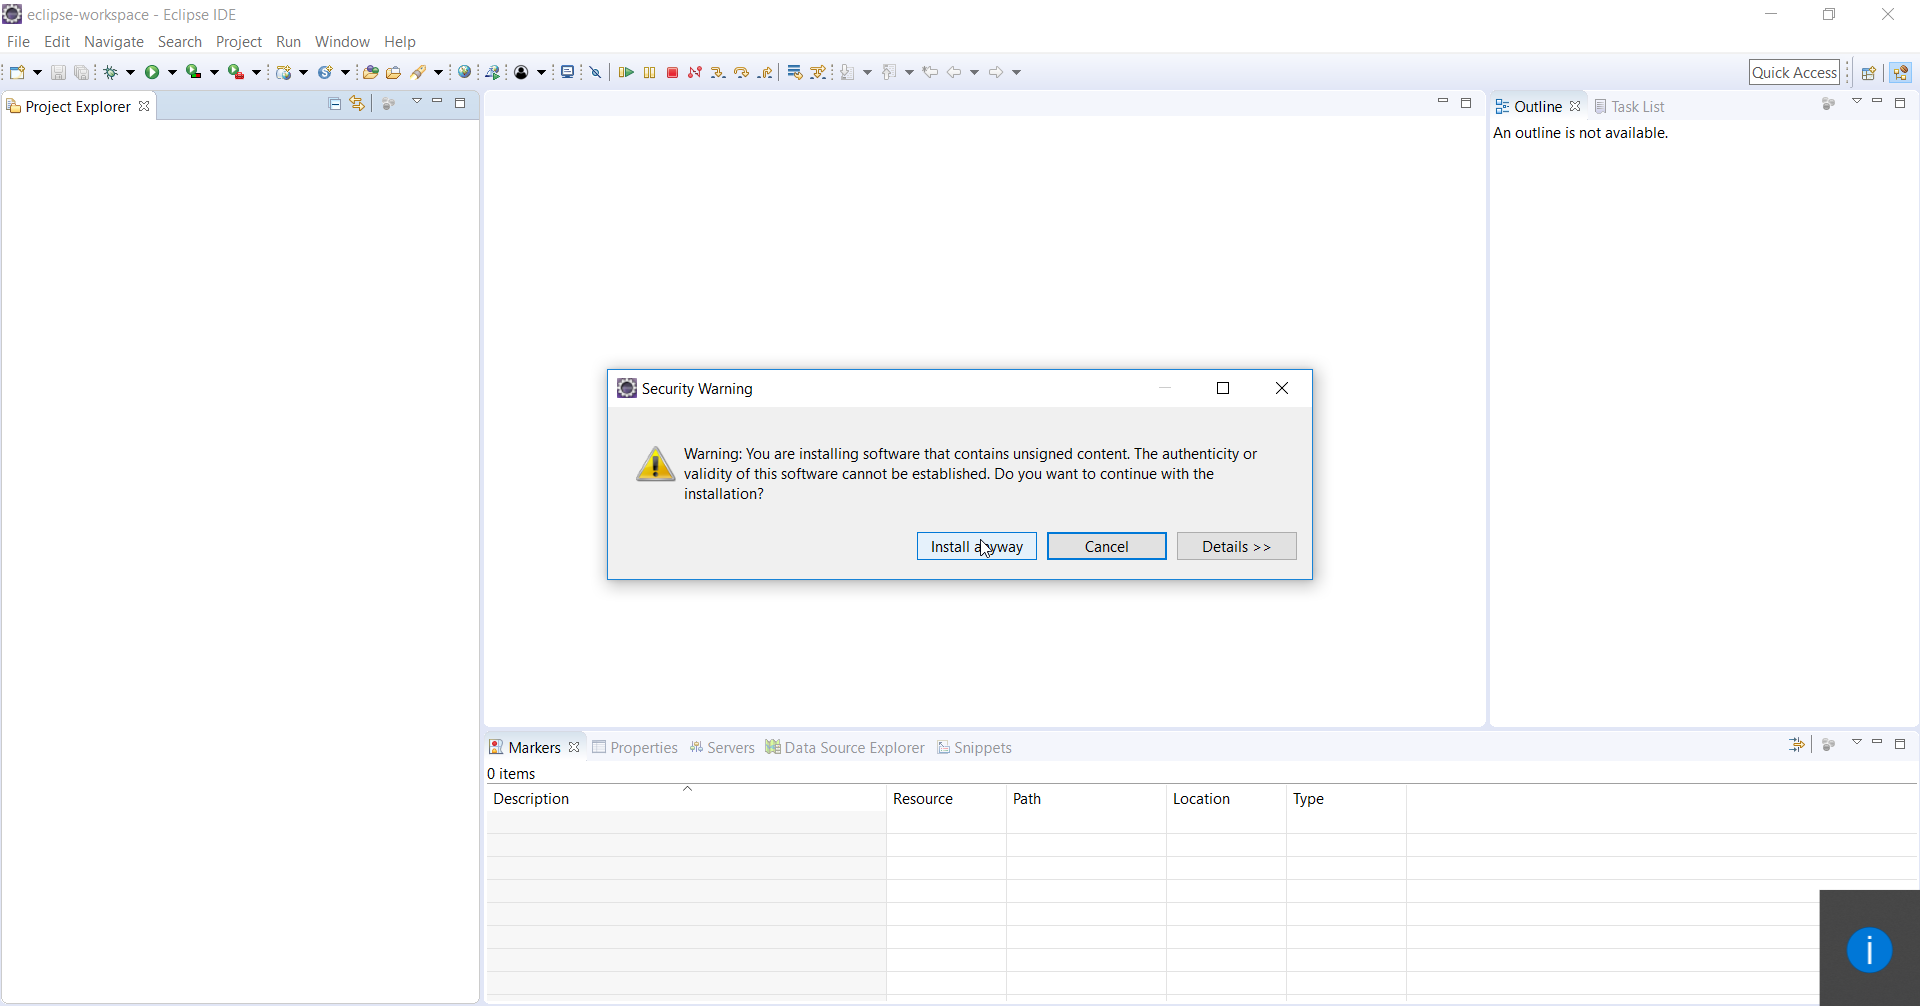 eclipse-workspace - Eclipse IDE
File Edit Navigate Search Project Run Window Help
Quick Access
Project Explorer
Outline Task List
An outline is not available.
Security Warning
Warning: You are installing software that contains unsigned content. The authenticity or
validity of this software cannot be established. Do you want to continue with the
installation?
Install anyway Cancel Details >>
Markers Properties Servers Data Source Explorer Snippets
0 items
Description Resource Path Location Type